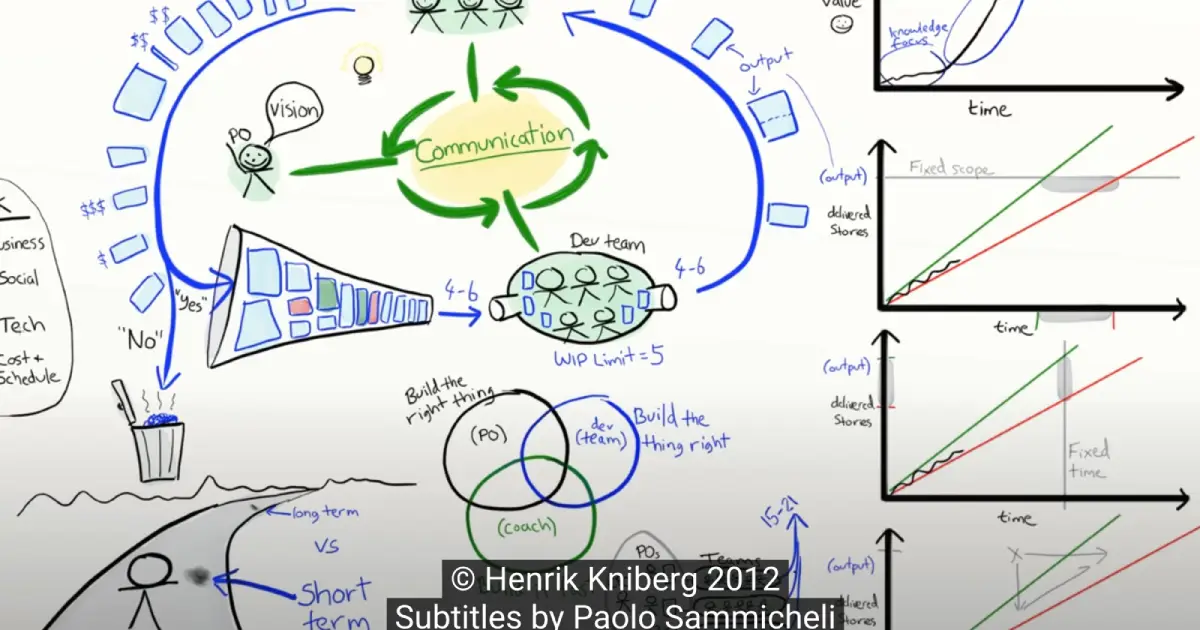 $$
$$
$$$
$
PO
vision
Communication
output
(output)
value
knowledge
focus
time
Fixed scope
delivered
Stories
time
usiness
Social
Tech
Cost +
Schedule
"Yes"
"No"
4-6
Dev team
4-6
WIP Limit = 5
Build the
right thing
(PO)
dev
(team)
Build the
thing right
(coach)
(output)
delivered
Stories
Fixed
time
time
long term
vs
Short
term
POs
Teams
15-21
(output)
delivered
Stories
X
© Henrik Kniberg 2012
Subtitles by Paolo Sammicheli